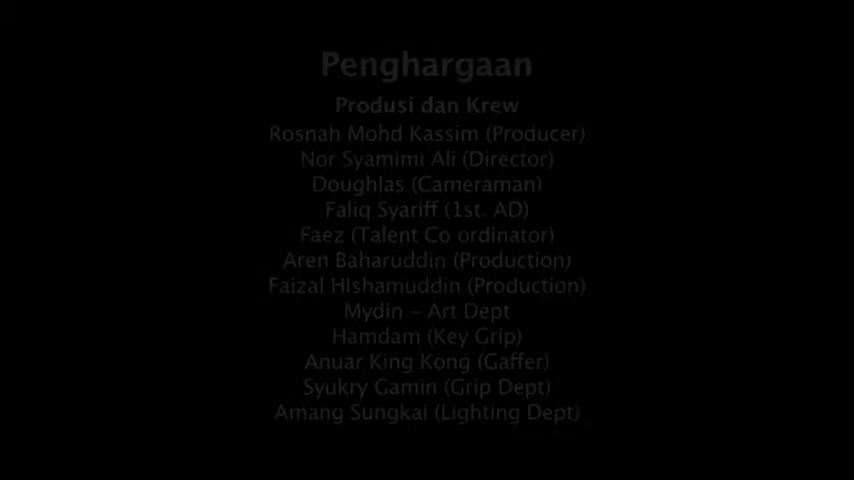 Penghargaan
Produsi dan Krew
Rosnah Mohd Kassim (Producer)
Nor Syamimi Ali (Director)
Doughlas (Cameraman)
Faliq Syariff (1st. AD)
Faez (Talent Co ordinator)
Aren Baharuddin (Production)
Faizal HIshamuddin (Production)
Mydin - Art Dept
Hamdam (Key Grip)
Anuar King Kong (Gaffer)
Syukry Gamin (Grip Dept)
Amang Sungkai (Lighting Dept)